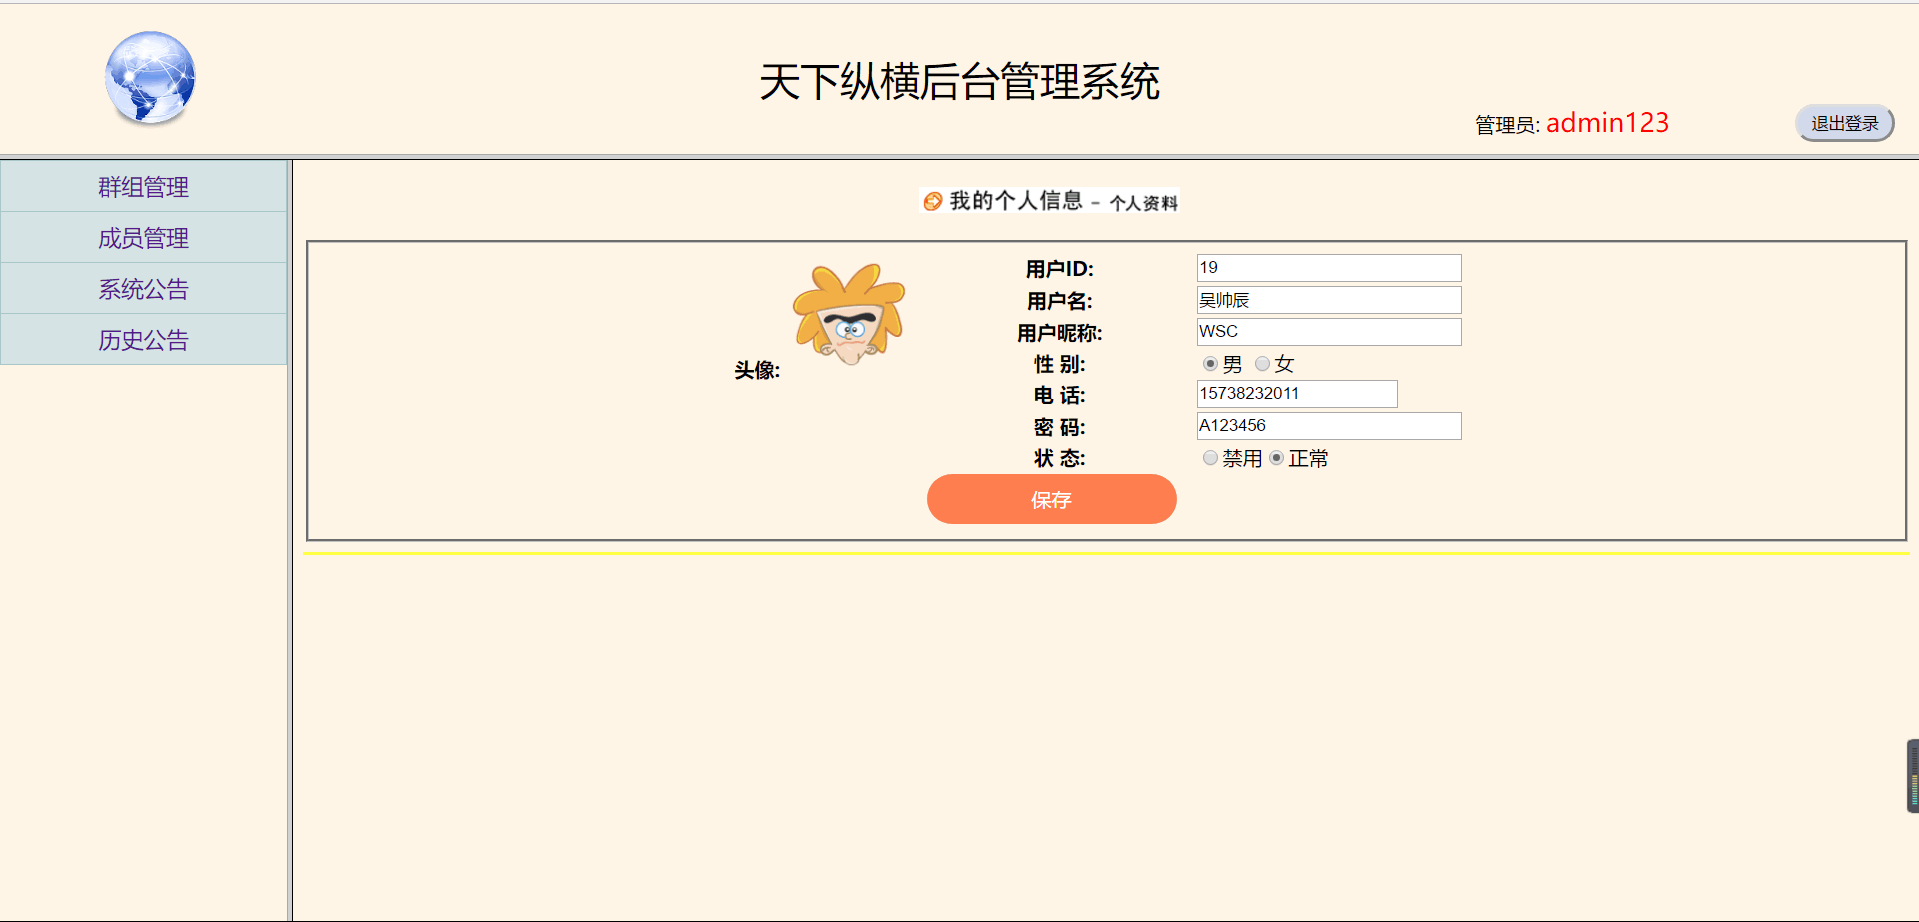 天下纵横后台管理系统
管理员: admin123
退出登录
群组管理
成员管理
系统公告
历史公告
我的个人信息 - 个人资料
头像:
用户ID: 19
用户名: 吴帅辰
用户昵称: WSC
性 别: 男 女
电 话: 15738232011
密 码: A123456
状 态: 禁用 正常
保存